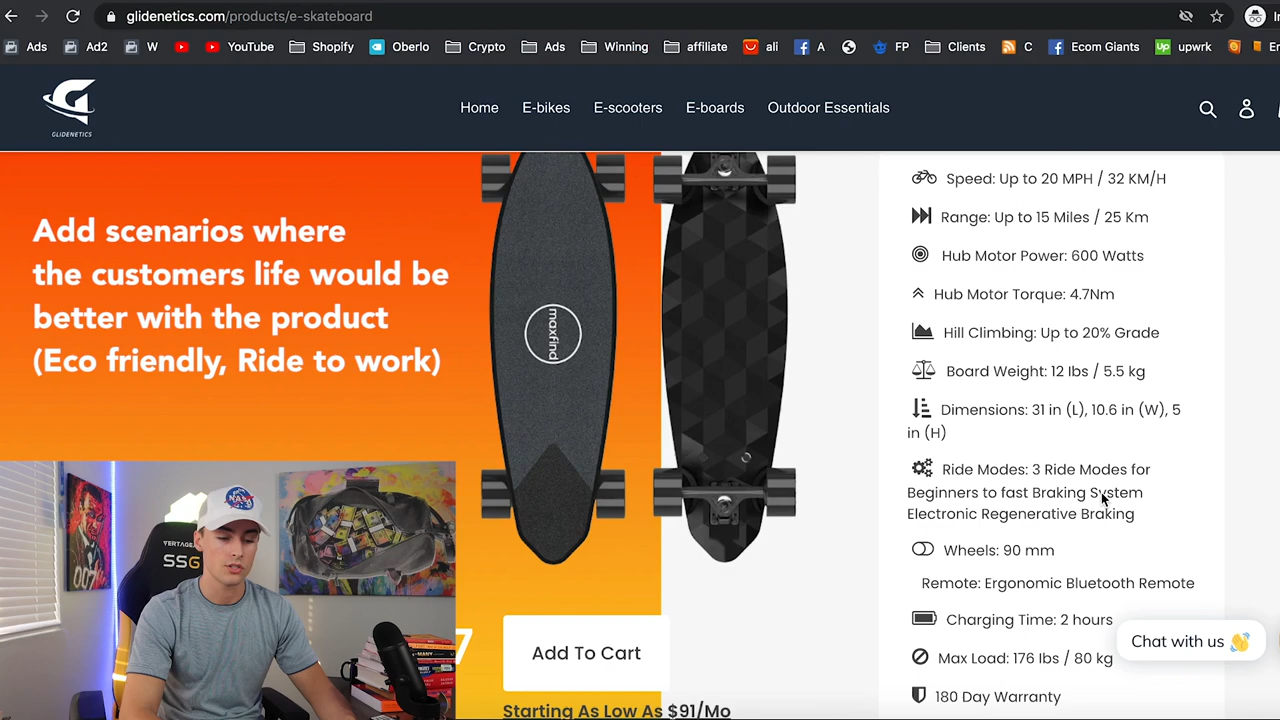 glidenetics.com/products/e-skateboard
Ads
Ad2
W
YouTube
Shopify
Oberlo
Crypto
Ads
Winning
affiliate
ali
A
FP
Clients
C
Ecom Giants
Up
upwrk
GLIDENETICS
Home
E-bikes
E-scooters
E-boards
Outdoor Essentials
Add scenarios where
the customers life would be
better with the product
(Eco friendly, Ride to work)
maxfind
Speed: Up to 20 MPH / 32 KM/H
Range: Up to 15 Miles / 25 Km
Hub Motor Power: 600 Watts
Hub Motor Torque: 4.7Nm
Hill Climbing: Up to 20% Grade
Board Weight: 12 lbs / 5.5 kg
Dimensions: 31 in (L), 10.6 in (W), 5
in (H)
Ride Modes: 3 Ride Modes for
Beginners to fast Braking System
Electronic Regenerative Braking
Wheels: 90 mm
Remote: Ergonomic Bluetooth Remote
Charging Time: 2 hours
Max Load: 176 lbs / 80 kg
180 Day Warranty
Chat with us
7
Add To Cart
Starting As Low As $91/Mo
NASA
VERTAGEAR
SSG
007